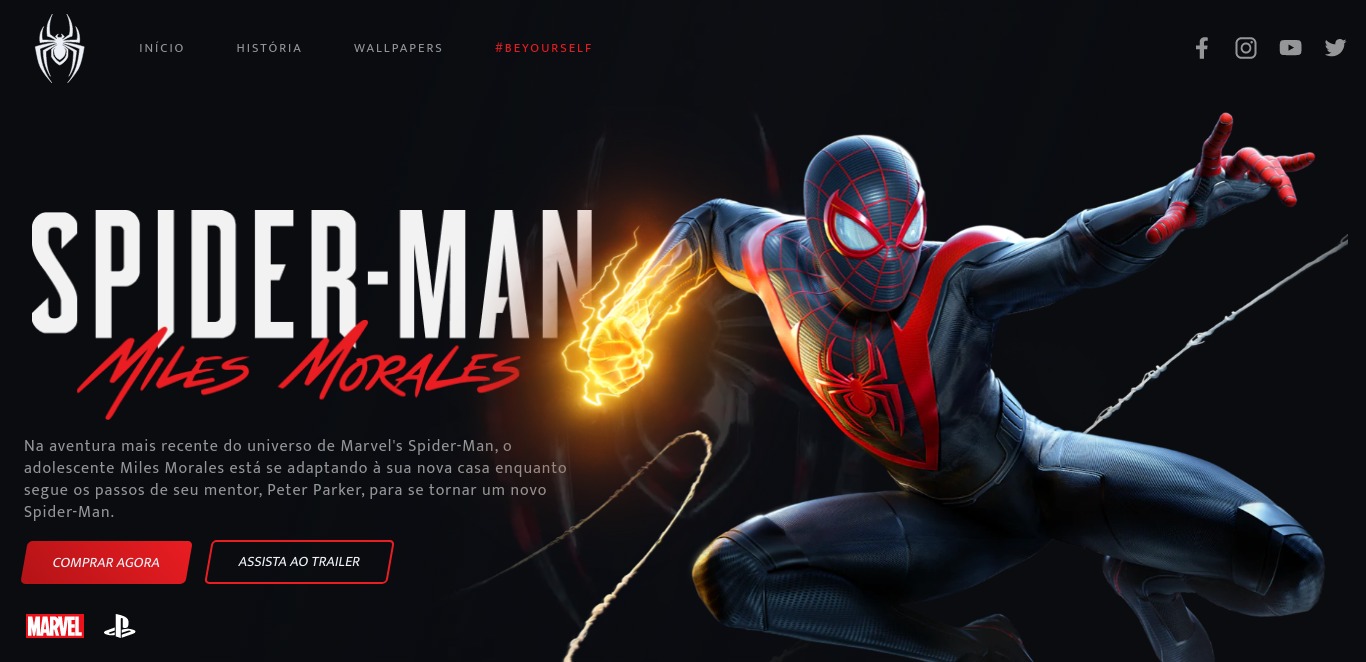 INÍCIO
HISTÓRIA
WALLPAPERS
#BEYOURSELF
SPIDER-MAN
MILES MORALES
Na aventura mais recente do universo de Marvel's Spider-Man, o
adolescente Miles Morales está se adaptando à sua nova casa enquanto
segue os passos de seu mentor, Peter Parker, para se tornar um novo
Spider-Man.
COMPRAR AGORA
ASSISTA AO TRAILER
MARVEL